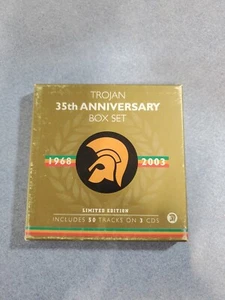 TROJAN
35th ANNIVERSARY
BOX SET
1968 2003
LIMITED EDITION
INCLUDES 50 TRACKS ON 3 CDS